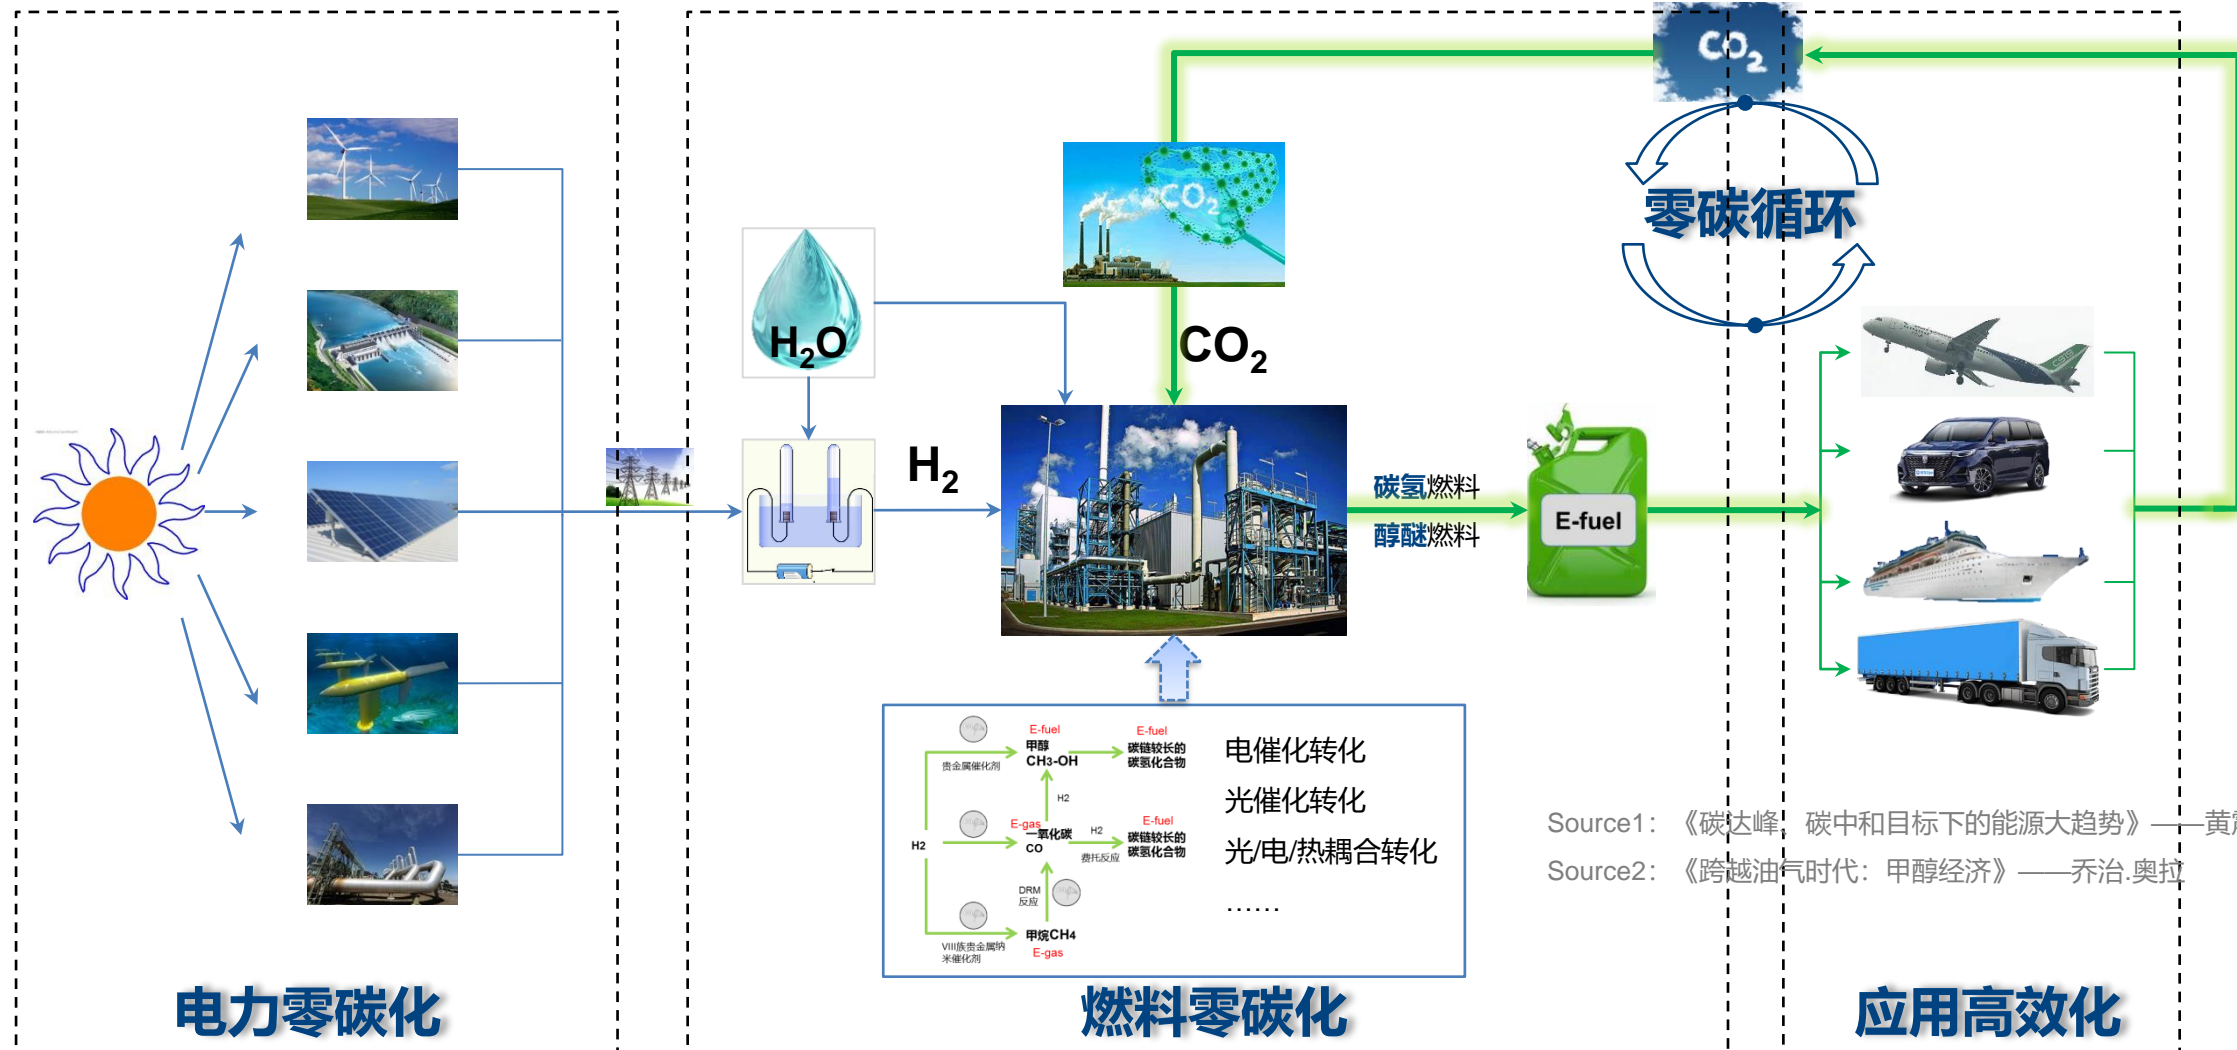 CO2
零碳循环
CO2
H2O
CO2
H2
碳氢燃料
醇醚燃料
E-fuel
E-fuel
甲醇
CH3-OH
E-fuel
碳链较长的
碳氢化合物
贵金属催化剂
H2
H2
E-gas
一氧化碳
CO
H2
费托反应
E-fuel
碳链较长的
碳氢化合物
DRM
反应
甲烷CH4
E-gas
VIII族贵金属纳
米催化剂
电催化转化
光催化转化
光/电/热耦合转化
……
Source1：《碳达峰、碳中和目标下的能源大趋势》——黄
Source2：《跨越油气时代：甲醇经济》——乔治.奥拉
电力零碳化
燃料零碳化
应用高效化